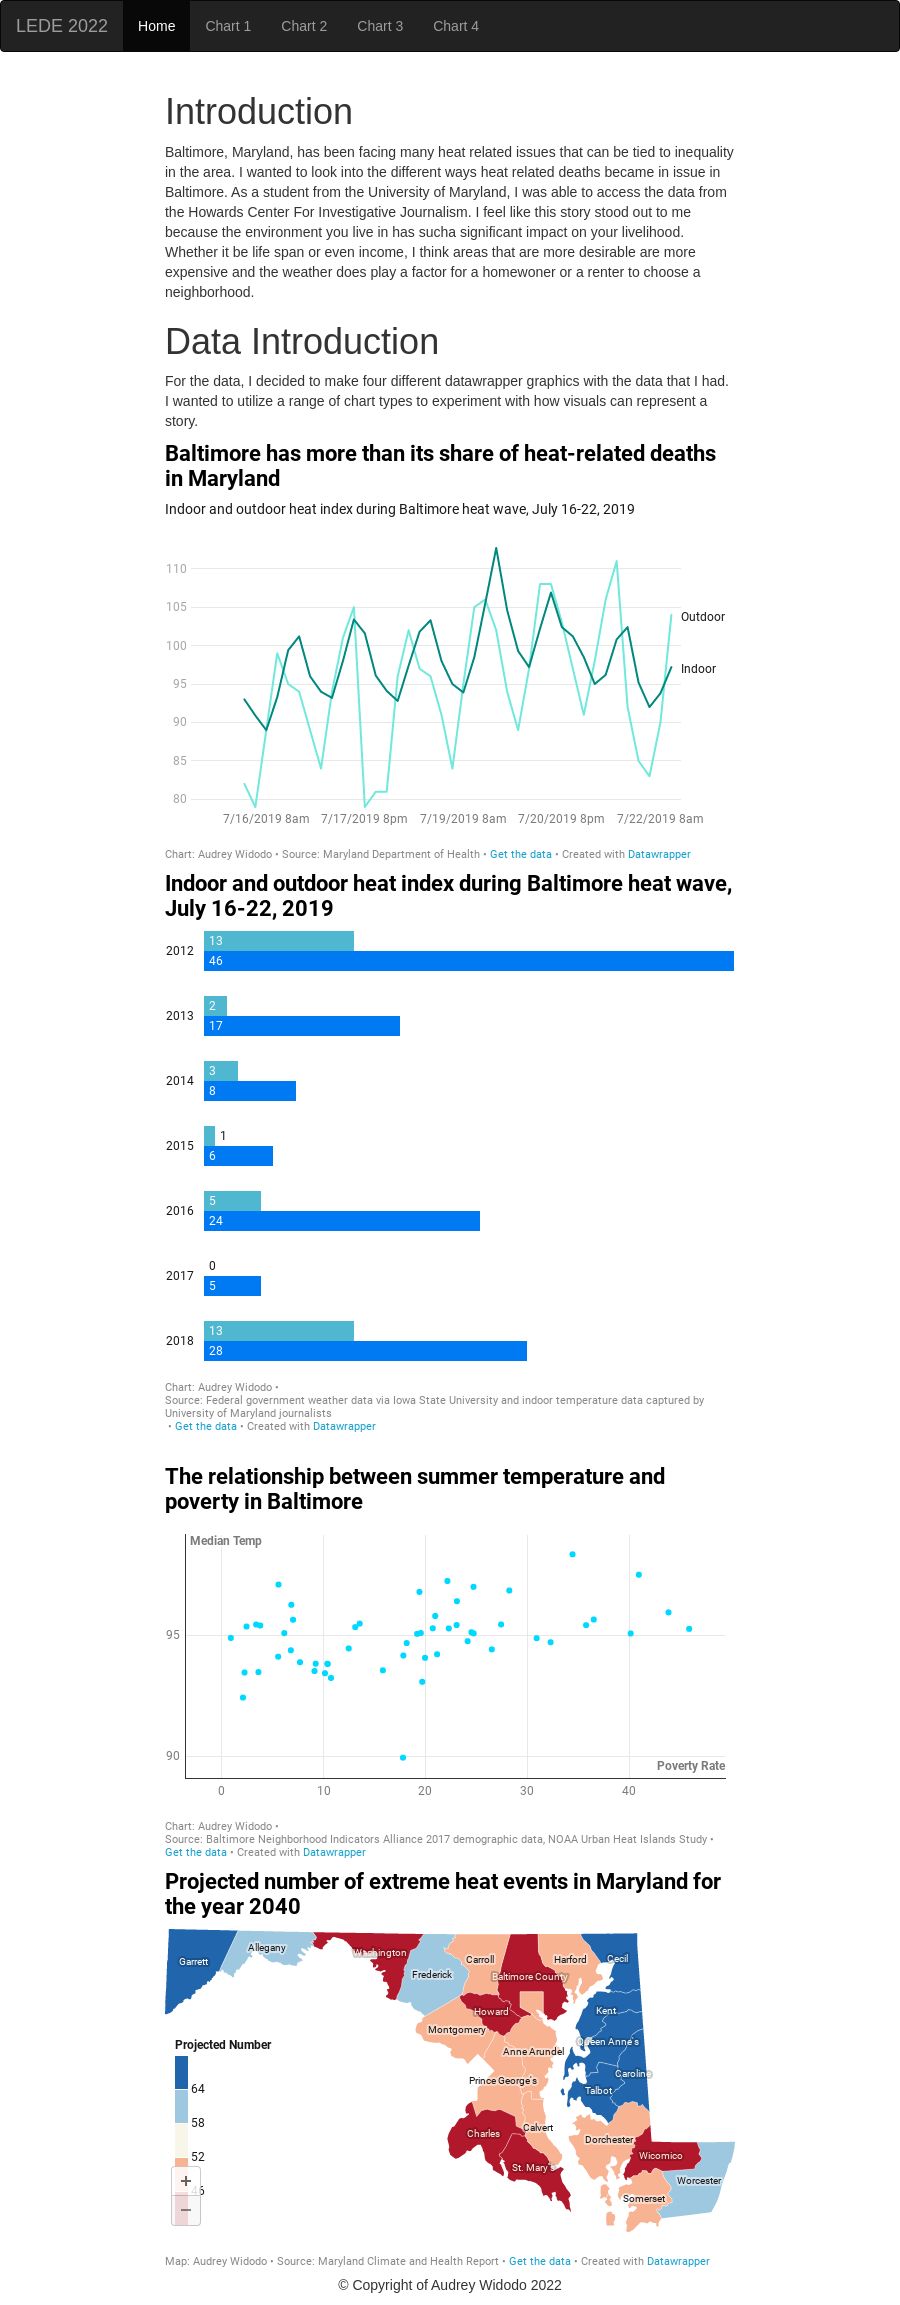 LEDE 2022 Home Chart 1 Chart 2 Chart 3 Chart 4
Introduction
Baltimore, Maryland, has been facing many heat related issues that can be tied to inequality
in the area. I wanted to look into the different ways heat related deaths became in issue in
Baltimore. As a student from the University of Maryland, I was able to access the data from
the Howards Center For Investigative Journalism. I feel like this story stood out to me
because the environment you live in has sucha significant impact on your livelihood.
Whether it be life span or even income, I think areas that are more desirable are more
expensive and the weather does play a factor for a homewoner or a renter to choose a
neighborhood.
Data Introduction
For the data, I decided to make four different datawrapper graphics with the data that I had.
I wanted to utilize a range of chart types to experiment with how visuals can represent a
story.
Baltimore has more than its share of heat-related deaths
in Maryland
Indoor and outdoor heat index during Baltimore heat wave, July 16-22, 2019
110
105
100
95
90
85
80
Outdoor
Indoor
7/16/2019 8am 7/17/2019 8pm 7/19/2019 8am 7/20/2019 8pm 7/22/2019 8am
Chart: Audrey Widodo • Source: Maryland Department of Health • Get the data • Created with Datawrapper
Indoor and outdoor heat index during Baltimore heat wave,
July 16-22, 2019
2012
13
46
2013
2
17
2014
3
8
2015
1
6
2016
5
24
2017
0
5
2018
13
28
Chart: Audrey Widodo •
Source: Federal government weather data via Iowa State University and indoor temperature data captured by
University of Maryland journalists
• Get the data • Created with Datawrapper
The relationship between summer temperature and
poverty in Baltimore
Median Temp
95
90
Poverty Rate
0 10 20 30 40
Chart: Audrey Widodo •
Source: Baltimore Neighborhood Indicators Alliance 2017 demographic data, NOAA Urban Heat Islands Study •
Get the data • Created with Datawrapper
Projected number of extreme heat events in Maryland for
the year 2040
Garrett
Allegany
Washington
Frederick
Carroll
Baltimore County
Harford
Cecil
Howard
Kent
Montgomery
Queen Anne's
Anne Arundel
Caroline
Prince George's
Talbot
Calvert
Charles
Dorchester
St. Mary's
Wicomico
Worcester
Somerset
Projected Number
64
58
52
+
−
Map: Audrey Widodo • Source: Maryland Climate and Health Report • Get the data • Created with Datawrapper
© Copyright of Audrey Widodo 2022